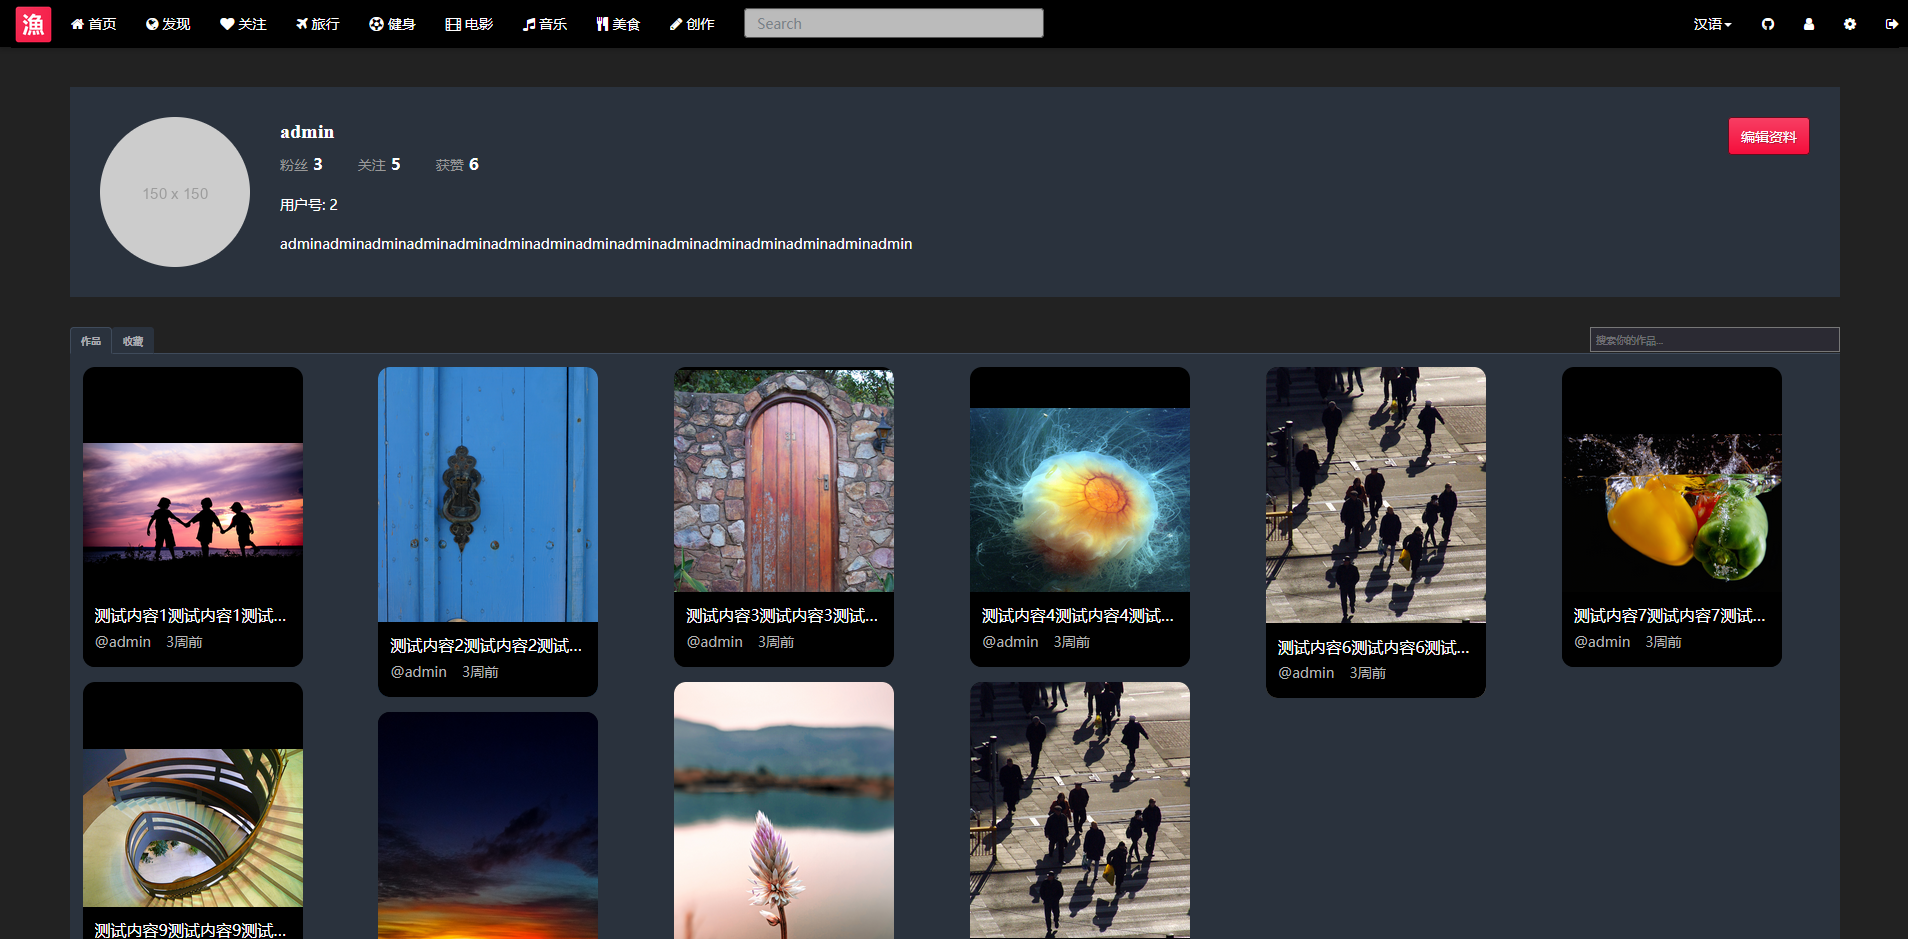 漁 首页 发现 关注 旅行 健身 电影 音乐 美食 创作 Search 汉语
150 x 150
admin
粉丝 3 关注 5 获赞 6
用户号: 2
adminadminadminadminadminadminadminadminadminadminadminadminadminadminadmin
编辑资料
作品 收藏 搜索你的作品...
测试内容1测试内容1测试...
@admin 3周前
测试内容2测试内容2测试...
@admin 3周前
测试内容3测试内容3测试...
@admin 3周前
测试内容4测试内容4测试...
@admin 3周前
测试内容6测试内容6测试...
@admin 3周前
测试内容7测试内容7测试...
@admin 3周前
测试内容9测试内容9测试...